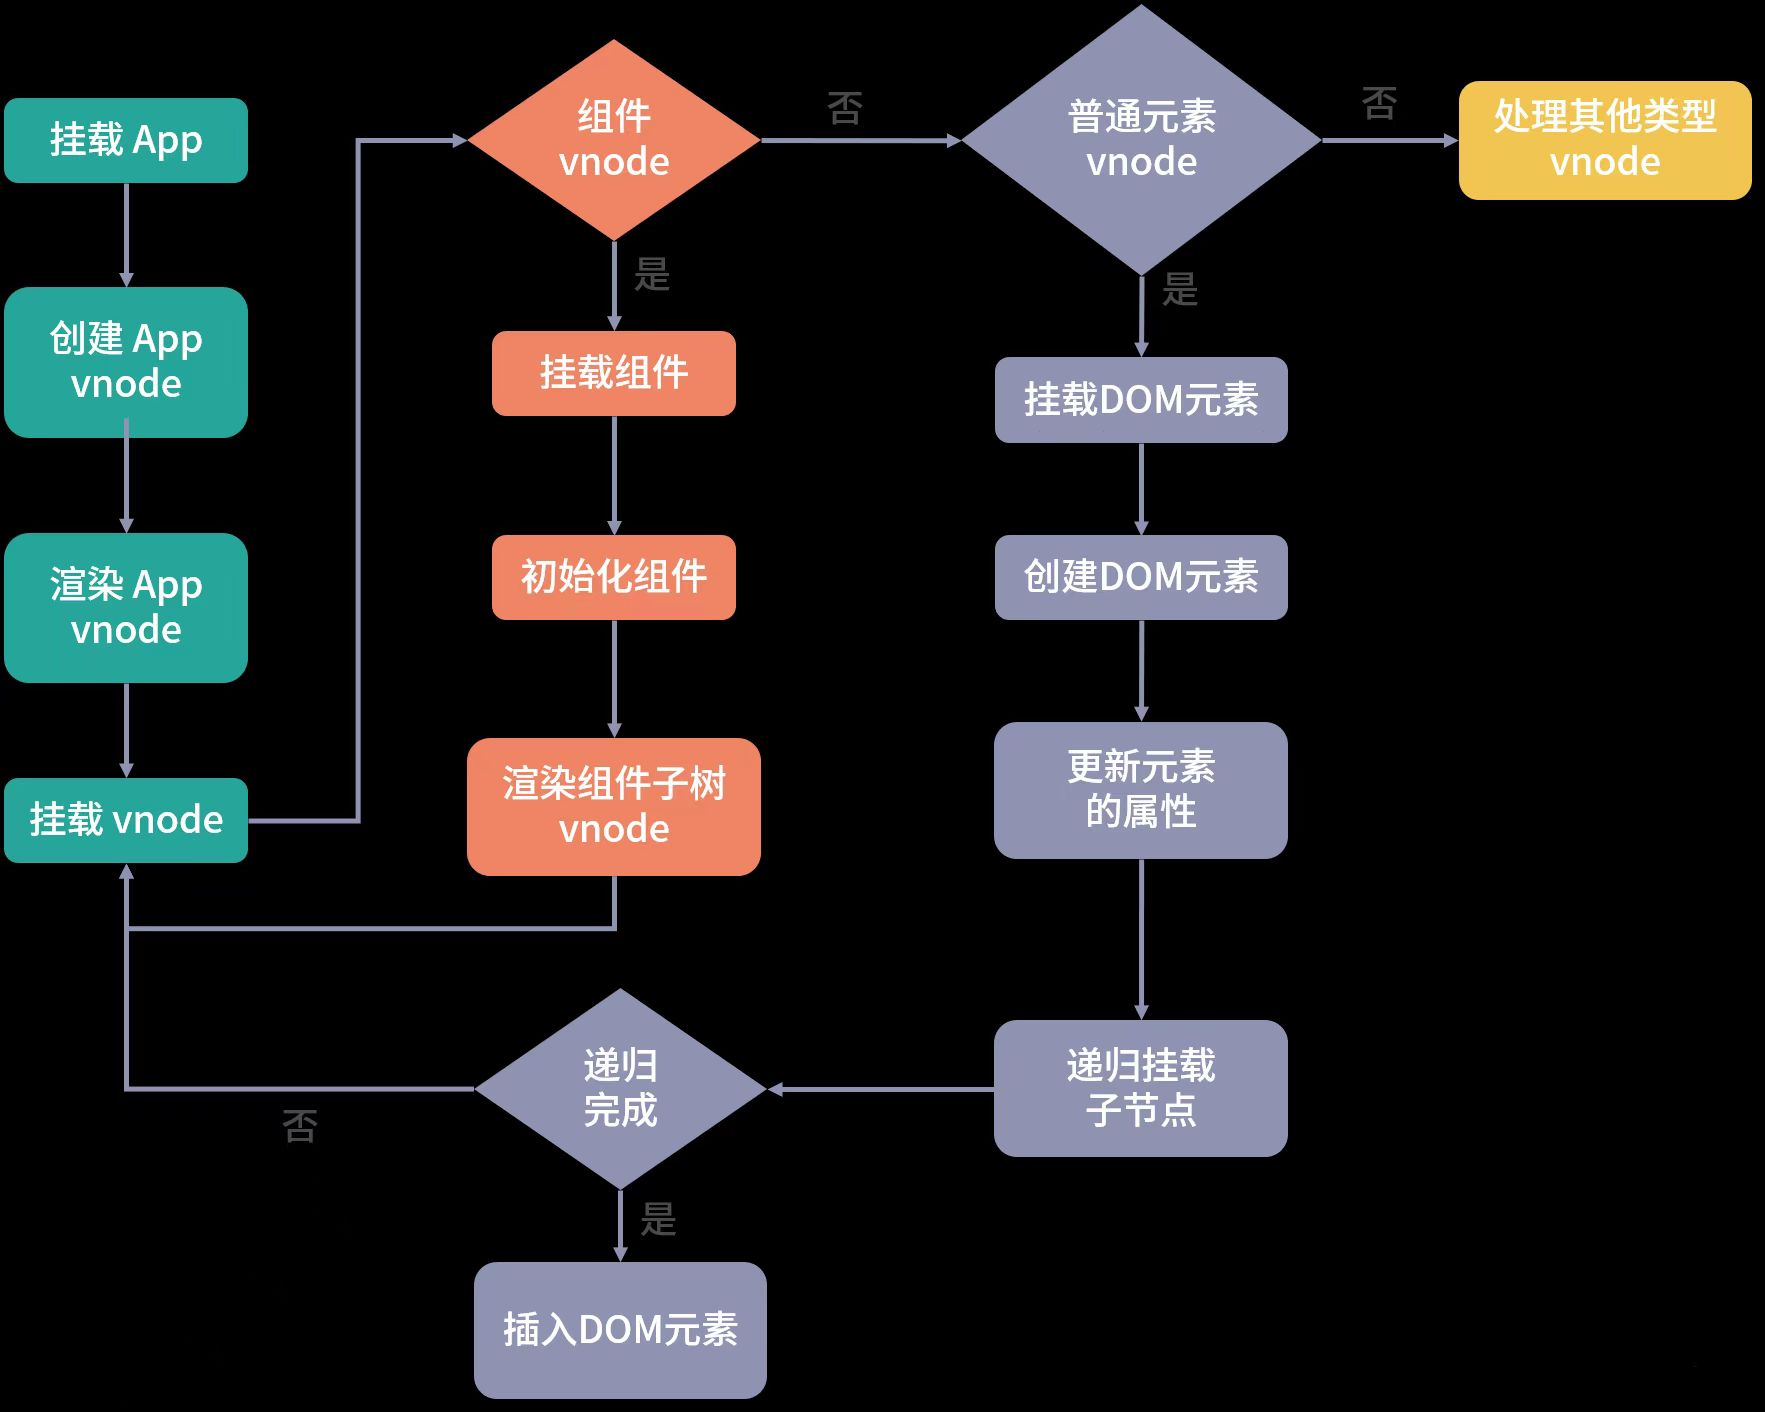 挂载 App
创建 App
vnode
渲染 App
vnode
挂载 vnode
组件
vnode
否
是
挂载组件
初始化组件
渲染组件子树
vnode
普通元素
vnode
否
是
处理其他类型
vnode
挂载DOM元素
创建DOM元素
更新元素
的属性
递归挂载
子节点
递归
完成
否
是
插入DOM元素